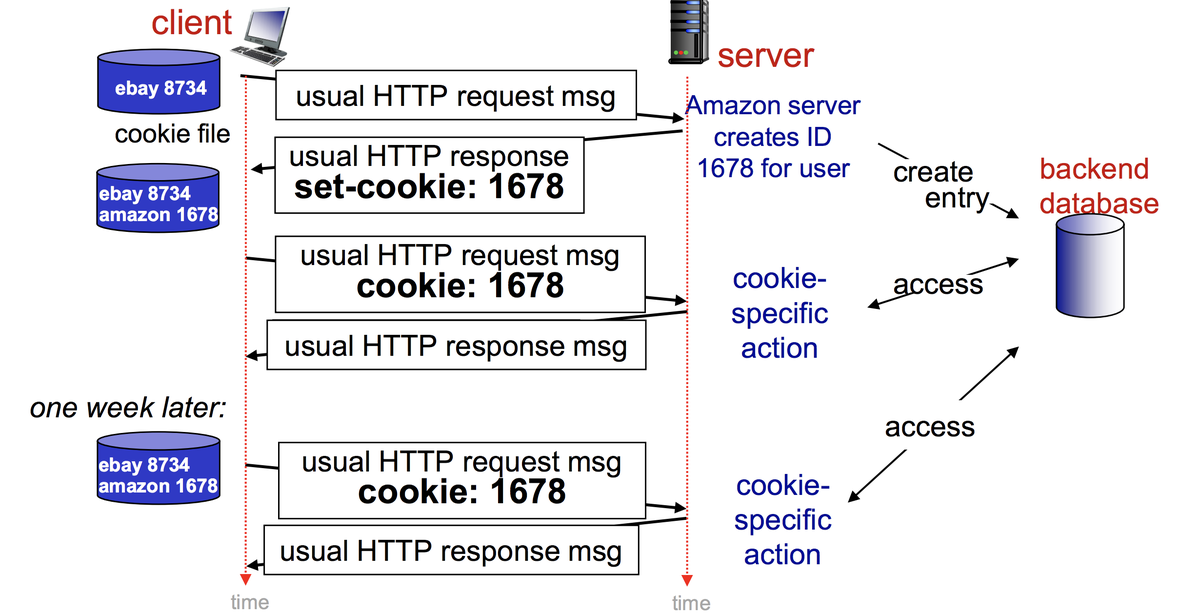 client
server
ebay 8734
cookie file
usual HTTP request msg
Amazon server
creates ID
1678 for user
usual HTTP response
set-cookie: 1678
create
entry
backend
database
ebay 8734
amazon 1678
usual HTTP request msg
cookie: 1678
cookie-
specific
action
access
usual HTTP response msg
one week later:
access
ebay 8734
amazon 1678
usual HTTP request msg
cookie: 1678
cookie-
specific
action
usual HTTP response msg
time
time